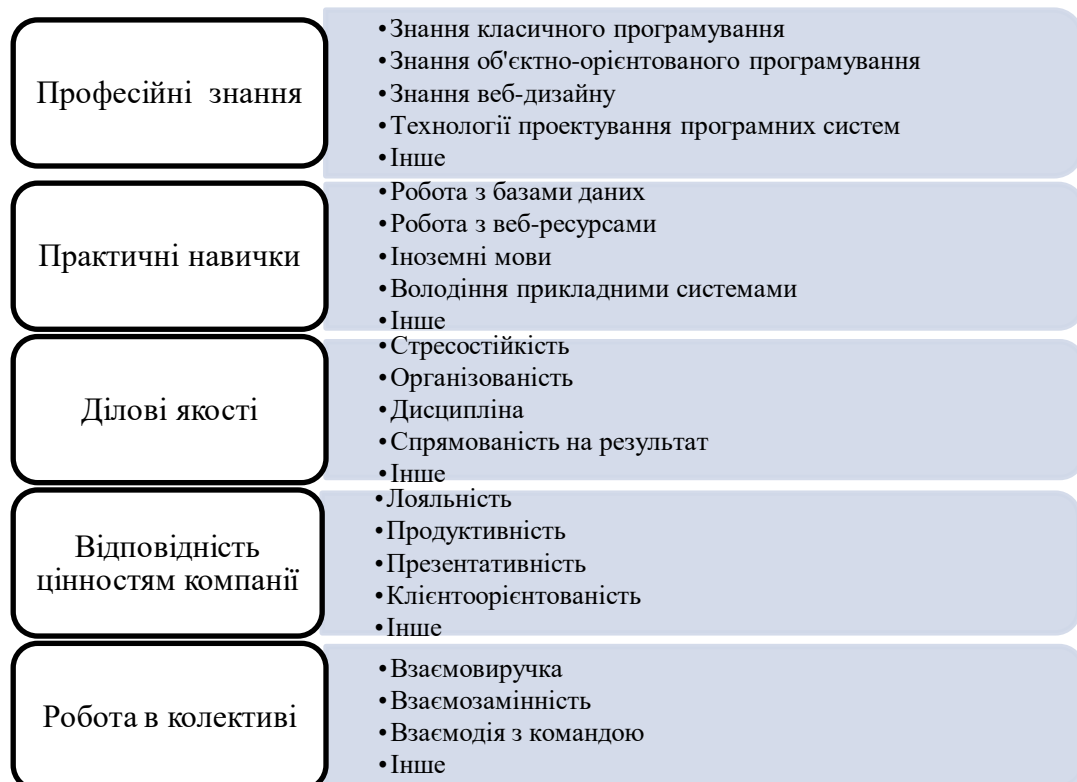 Професійні знання
•Знання класичного програмування
•Знання об'єктно-орієнтованого програмування
•Знання веб-дизайну
•Технології проектування програмних систем
•Інше
Практичні навички
•Робота з базами даних
•Робота з веб-ресурсами
•Іноземні мови
•Володіння прикладними системами
•Інше
Ділові якості
•Стресостійкість
•Організованість
•Дисципліна
•Спрямованість на результат
•Інше
Відповідність
цінностям компанії
•Лояльність
•Продуктивність
•Презентативність
•Клієнтоорієнтованість
•Інше
Робота в колективі
•Взаємовиручка
•Взаємозамінність
•Взаємодія з командою
•Інше